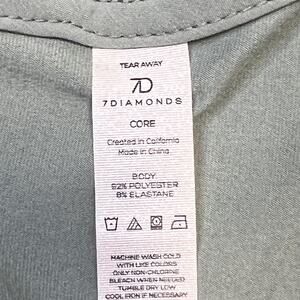 TEAR AWAY
7D
7DIAMONDS
CORE
Created in California
Made in China
BODY
92% POLYESTER
8% ELASTANE
MACHINE WASH COLD
WITH LIKE COLORS
ONLY NON-CHLORINE
BLEACH WHEN NEEDED
TUMBLE DRY LOW
COOL IRON IF NECESSARY